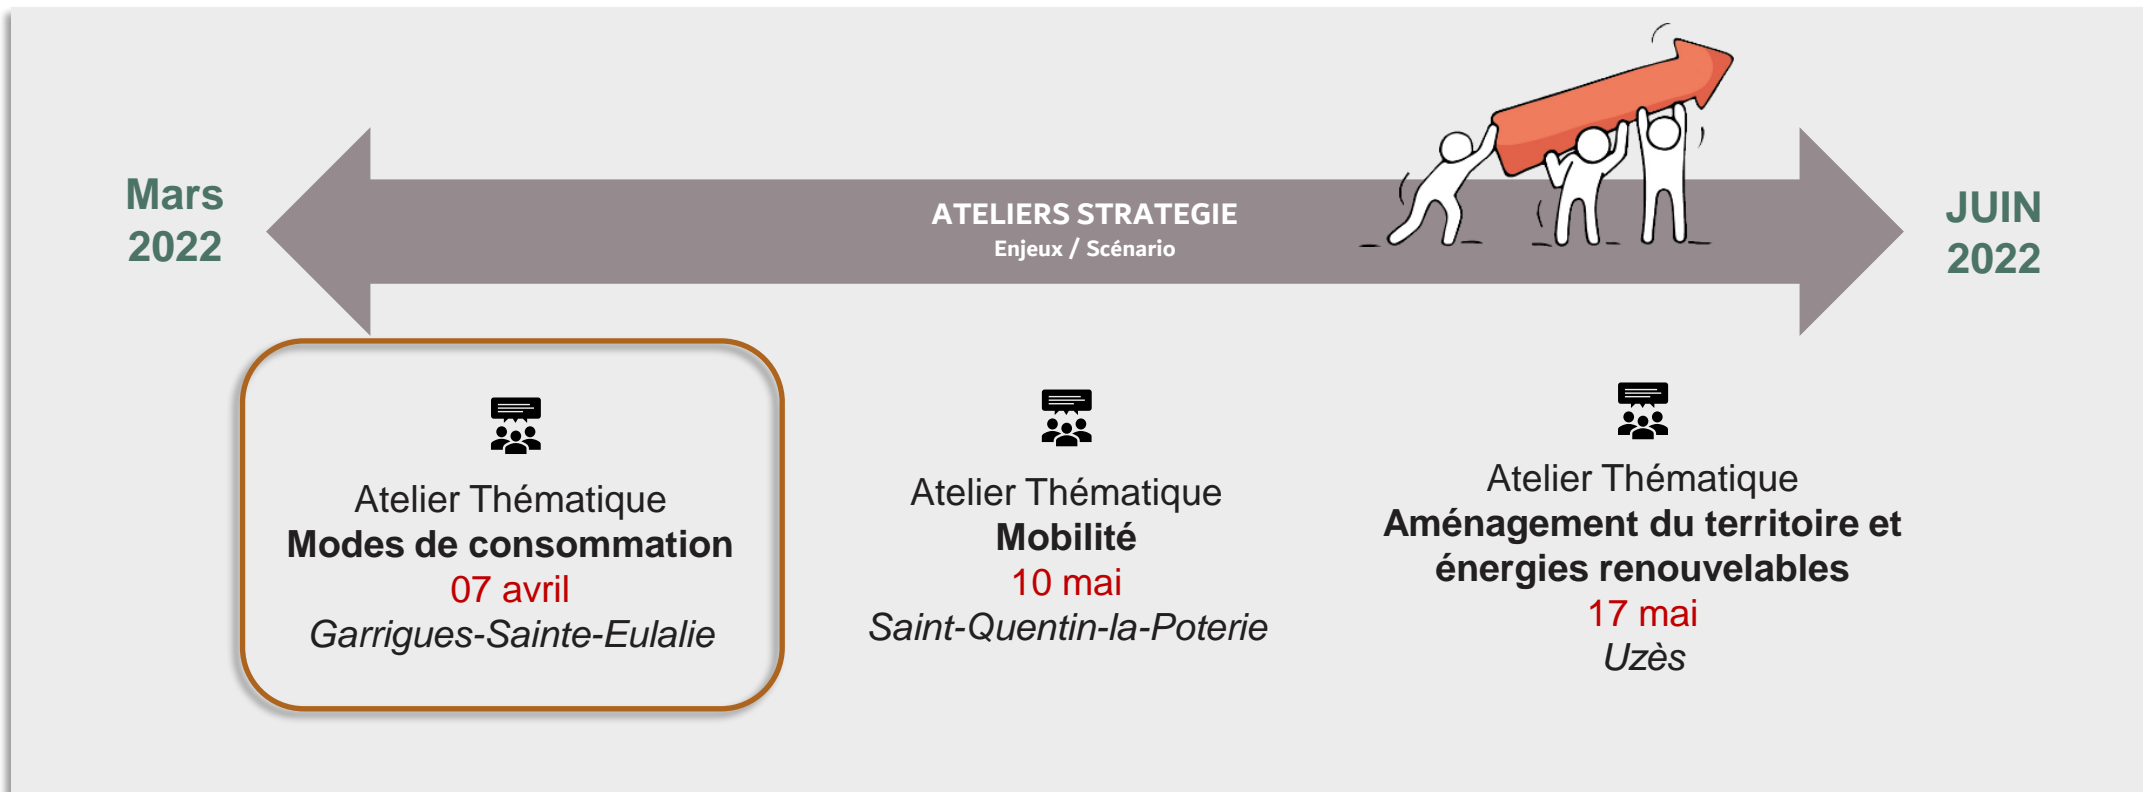 Mars
2022
ATELIERS STRATEGIE
Enjeux / Scénario
JUIN
2022
Atelier Thématique
Modes de consommation
07 avril
Garrigues-Sainte-Eulalie
Atelier Thématique
Mobilité
10 mai
Saint-Quentin-la-Poterie
Atelier Thématique
Aménagement du territoire et
énergies renouvelables
17 mai
Uzès